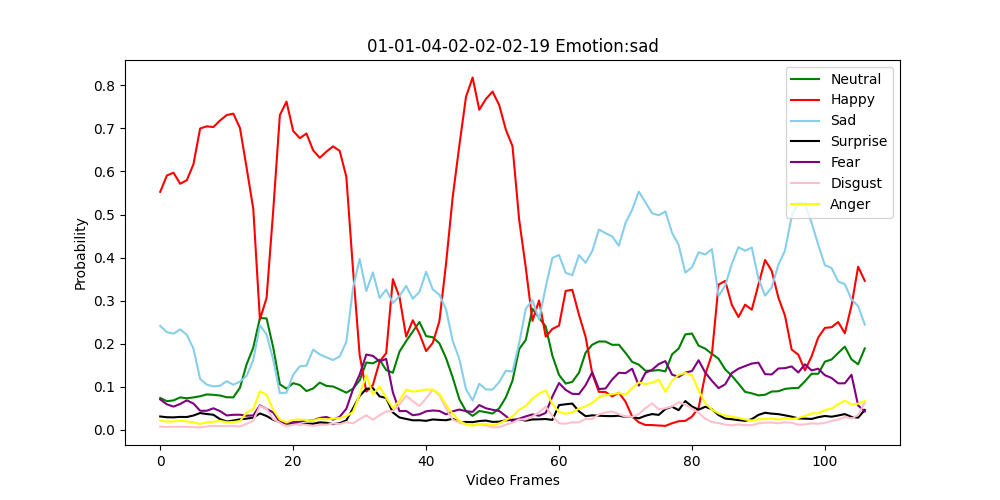 01-01-04-02-02-02-19 Emotion:sad
Neutral
Happy
Sad
Surprise
Fear
Disgust
Anger
Probability
0.8
0.7
0.6
0.5
0.4
0.3
0.2
0.1
0.0
0 20 40 60 80 100
Video Frames